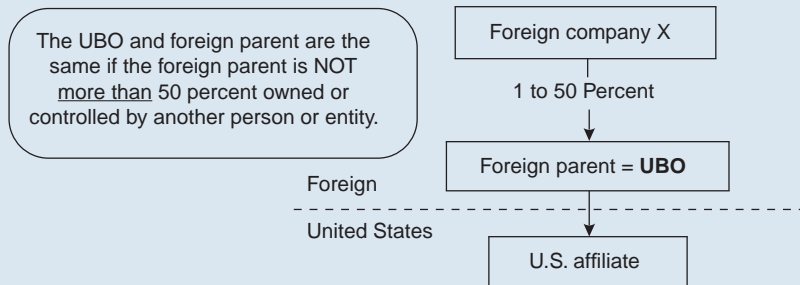 The UBO and foreign parent are the
same if the foreign parent is NOT
more than 50 percent owned or
controlled by another person or entity.
Foreign company X
1 to 50 Percent
Foreign parent = UBO
Foreign
United States
U.S. affiliate